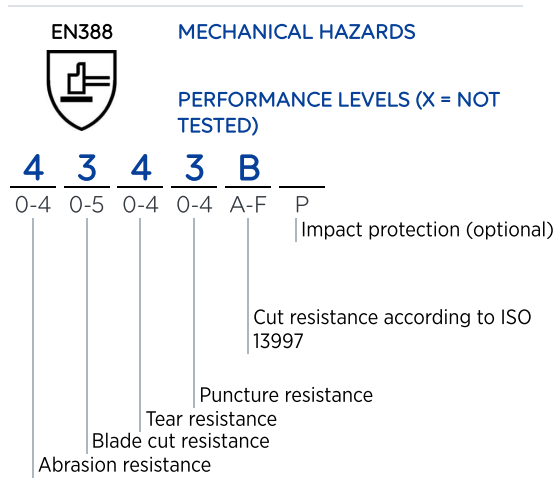 EN388
MECHANICAL HAZARDS
PERFORMANCE LEVELS (X = NOT
TESTED)
4 3 4 3 B
0-4 0-5 0-4 0-4 A-F P
Impact protection (optional)
Cut resistance according to ISO
13997
Puncture resistance
Tear resistance
Blade cut resistance
Abrasion resistance